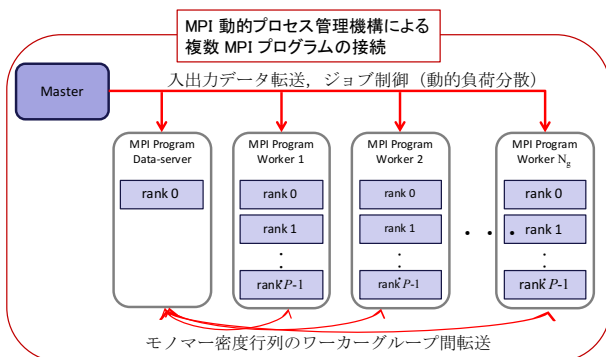 MPI 動的プロセス管理機構による
複数 MPI プログラムの接続
Master
入出力データ転送，ジョブ制御（動的負荷分散）
MPI Program
Data-server
rank 0
MPI Program
Worker 1
rank 0
rank 1
rank P-1
MPI Program
Worker 2
rank 0
rank 1
rank P-1
MPI Program
Worker Ng
rank 0
rank 1
rank P-1
モノマー密度行列のワーカーグループ間転送